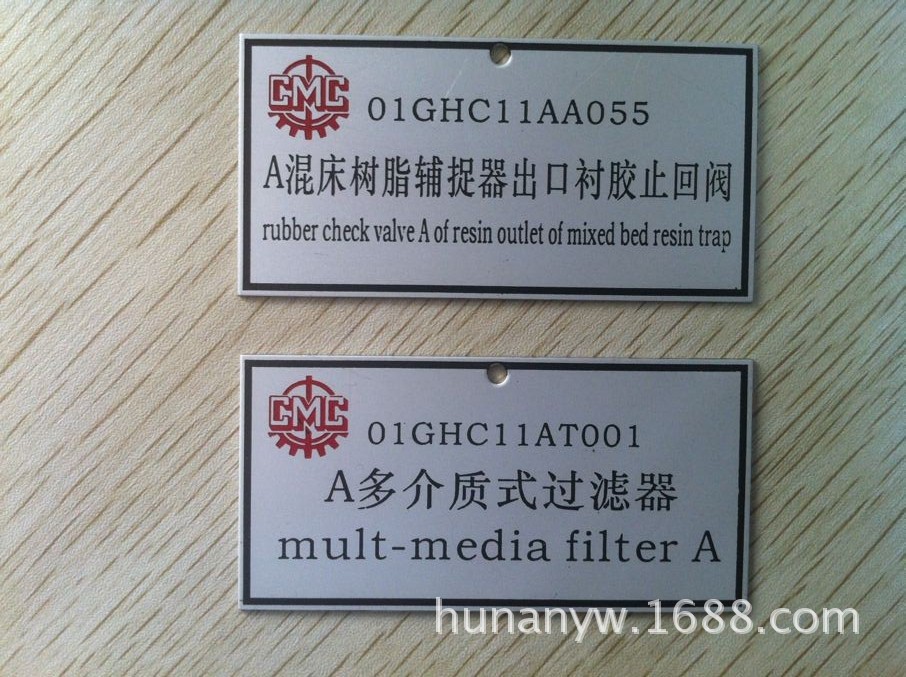 CMC
01GHC11AA055
A混床树脂辅捉器出口衬胶止回阀
rubber check valve A of resin outlet of mixed bed resin trap
CMC
01GHC11AT001
A多介质式过滤器
mult-media filter A
hunanyw.1688.com